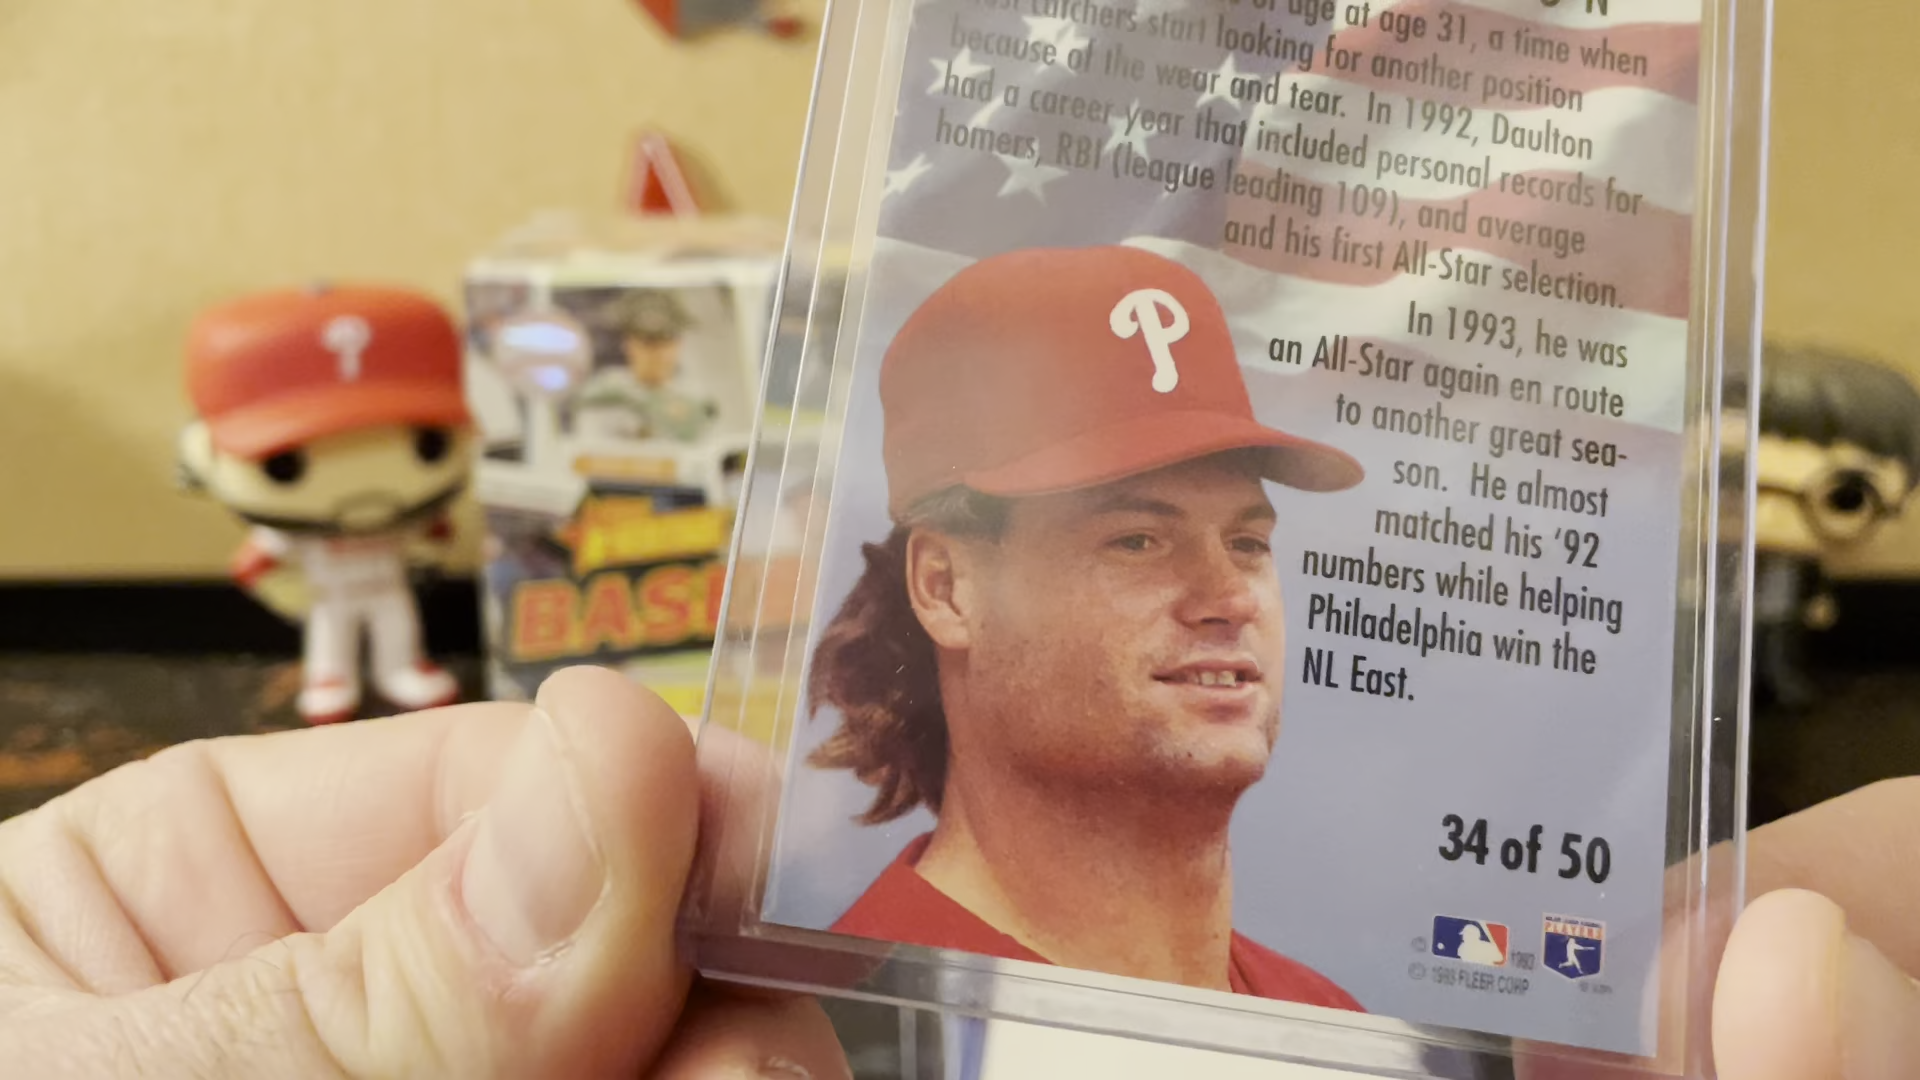 N
of age at age 31, a time when
catchers start looking for another position
because of the wear and tear. In 1992, Daulton
had a career year that included personal records for
homers, RBI (league leading 109), and average
and his first All-Star selection.
In 1993, he was
an All-Star again en route
to another great sea-
son. He almost
matched his '92
numbers while helping
Philadelphia win the
NL East.
34 of 50
PLAYERS
© 1993 FLEER CORP
P
P
BAS